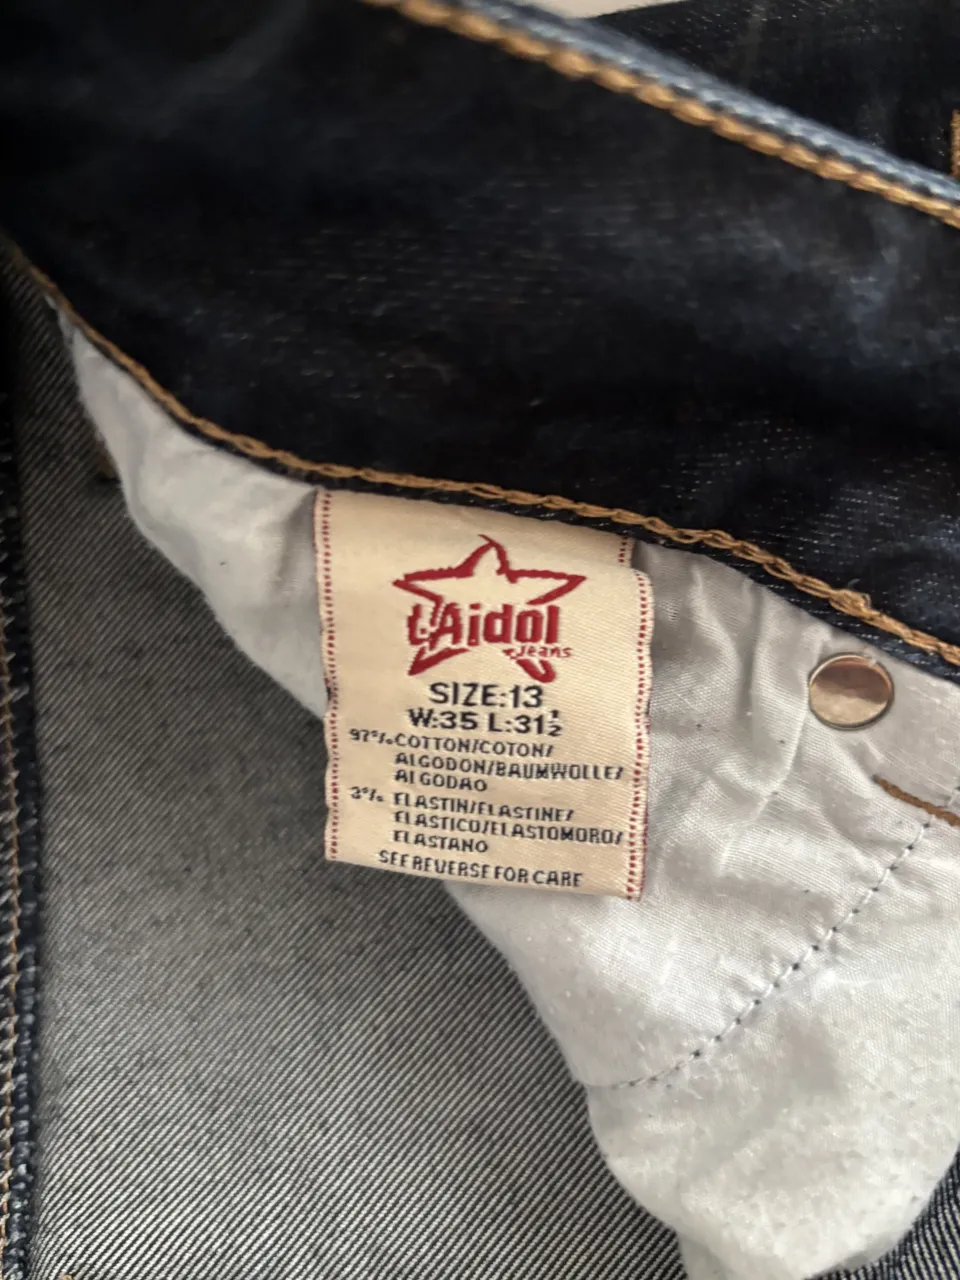 L.Aidol
Jeans
SIZE:13
W:35 L:31½
97% COTTON/COTON/
ALGODON/BAUMWOLLE/
ALGODAO
3% ELASTIN/ELASTINE/
ELASTICO/ELASTOMORO/
ELASTANO
SEE REVERSE FOR CARE